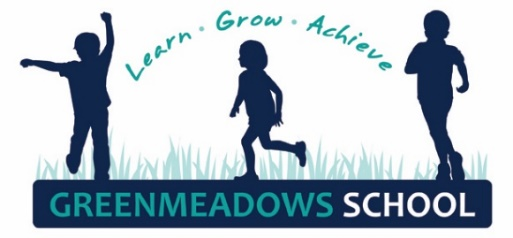 Learn · Grow · Achieve
GREENMEADOWS SCHOOL